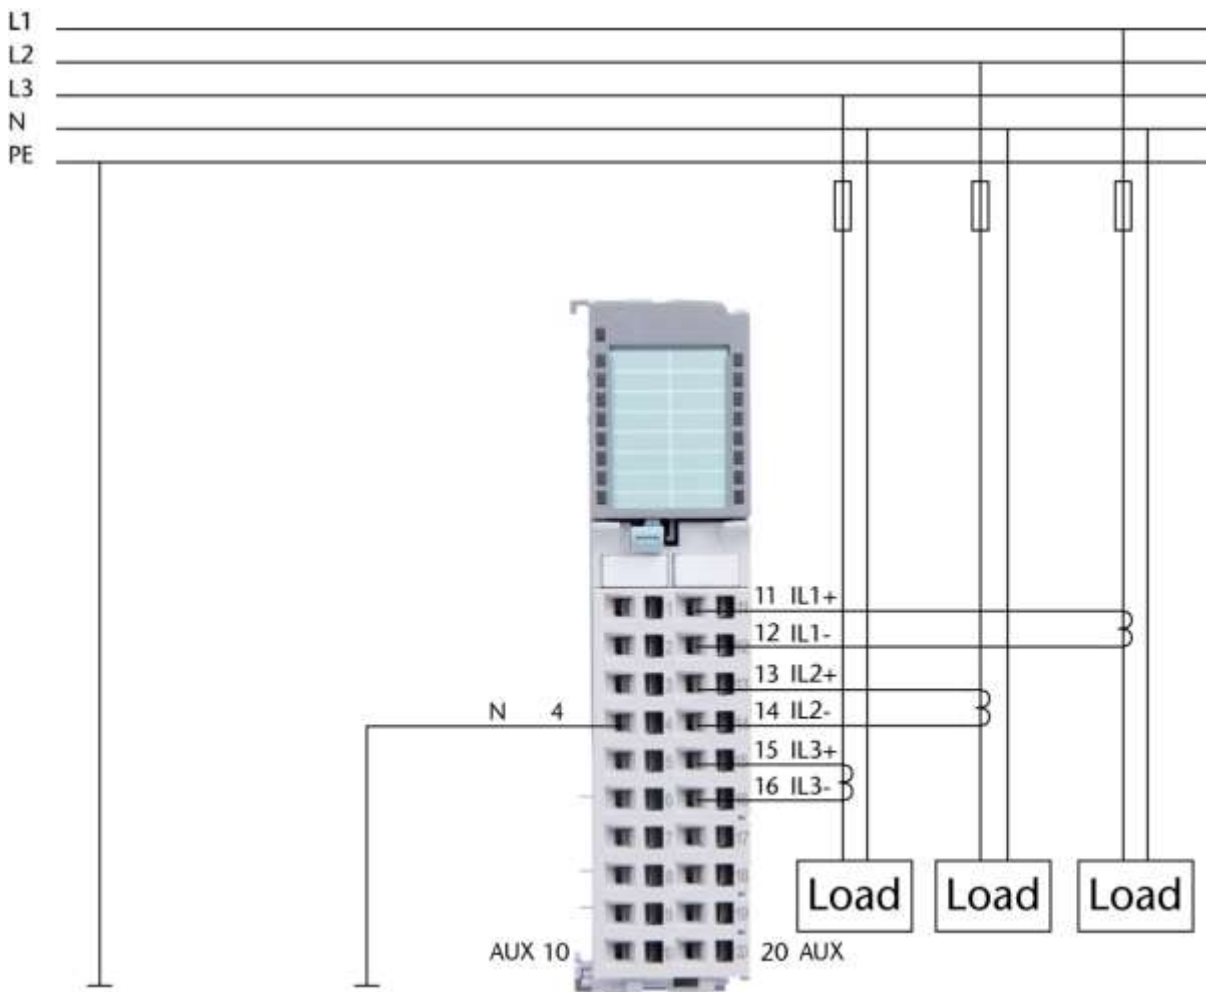 L1
L2
L3
N
PE
11 IL1+
12 IL1-
13 IL2+
N 4 14 IL2-
15 IL3+
16 IL3-
Load Load Load
AUX 10 20 AUX